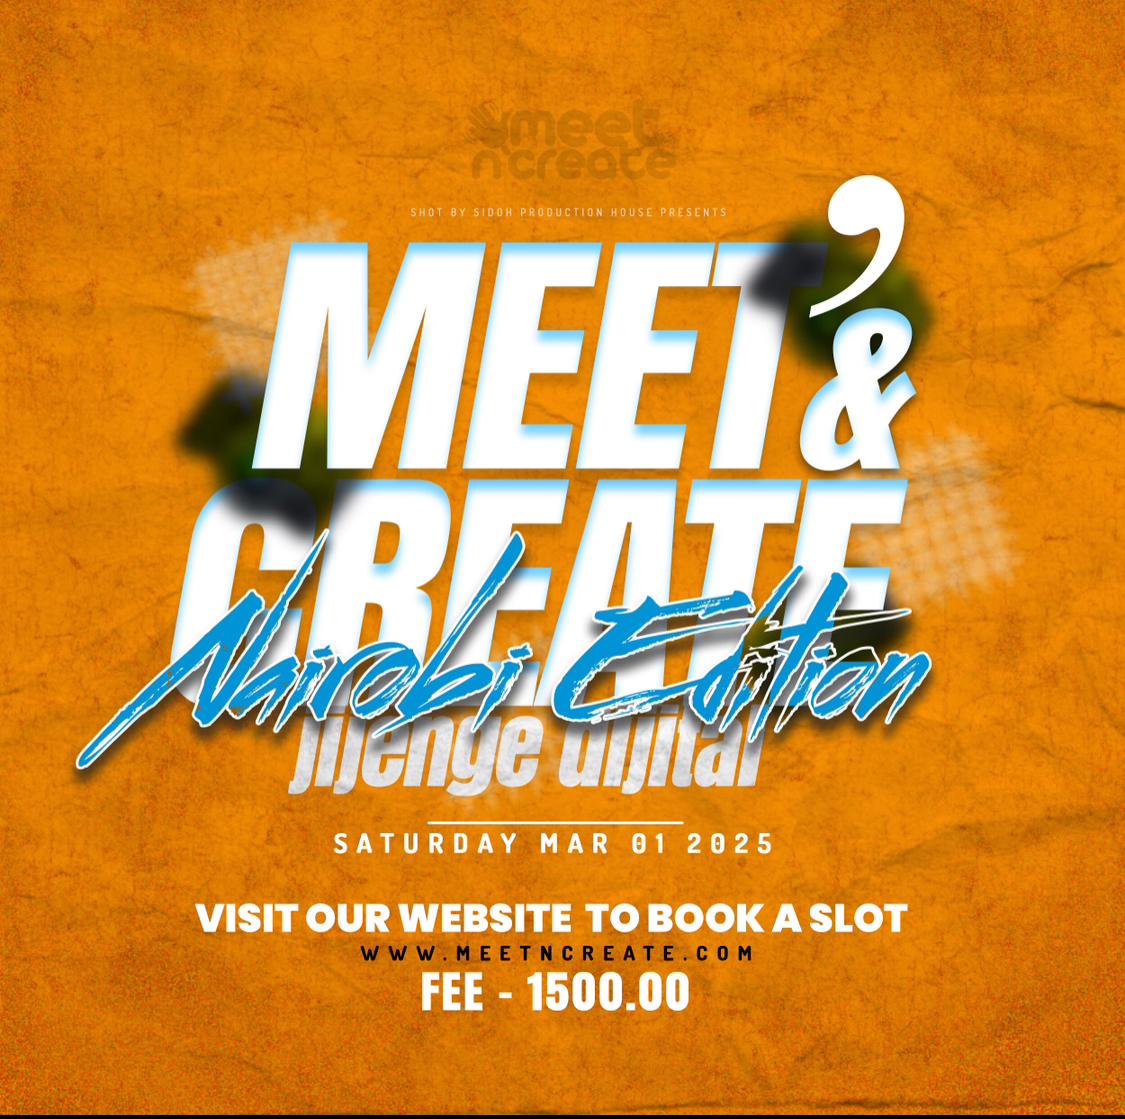 meet
n'create
SHOT BY SIDOH PRODUCTION HOUSE PRESENTS
MEET'&
CREATE
Nairobi Edition
jijenge dijital
SATURDAY MAR 01 2025
VISIT OUR WEBSITE TO BOOK A SLOT
WWW.MEETNCREATE.COM
FEE - 1500.00